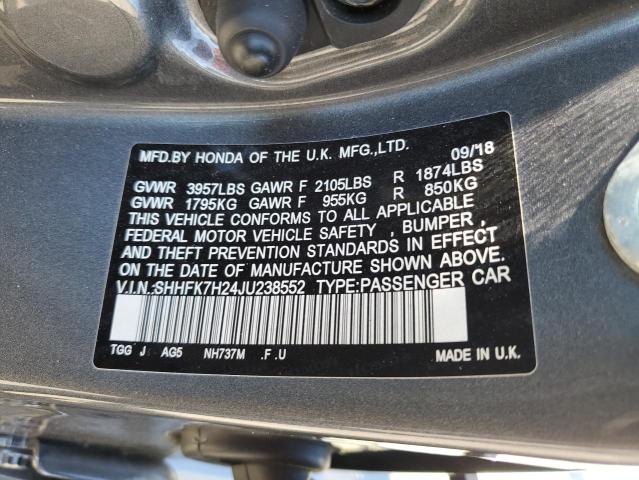 MFD.BY HONDA OF THE U.K. MFG.,LTD. 09/18
GVWR 3957LBS GAWR F 2105LBS R 1874LBS
GVWR 1795KG GAWR F 955KG R 850KG
THIS VEHICLE CONFORMS TO ALL APPLICABLE
FEDERAL MOTOR VEHICLE SAFETY , BUMPER ,
AND THEFT PREVENTION STANDARDS IN EFFECT
ON THE DATE OF MANUFACTURE SHOWN ABOVE.
V.I.N.:SHHFK7H24JU238552 TYPE:PASSENGER CAR
TGG J AG5 NH737M .F.U MADE IN U.K.